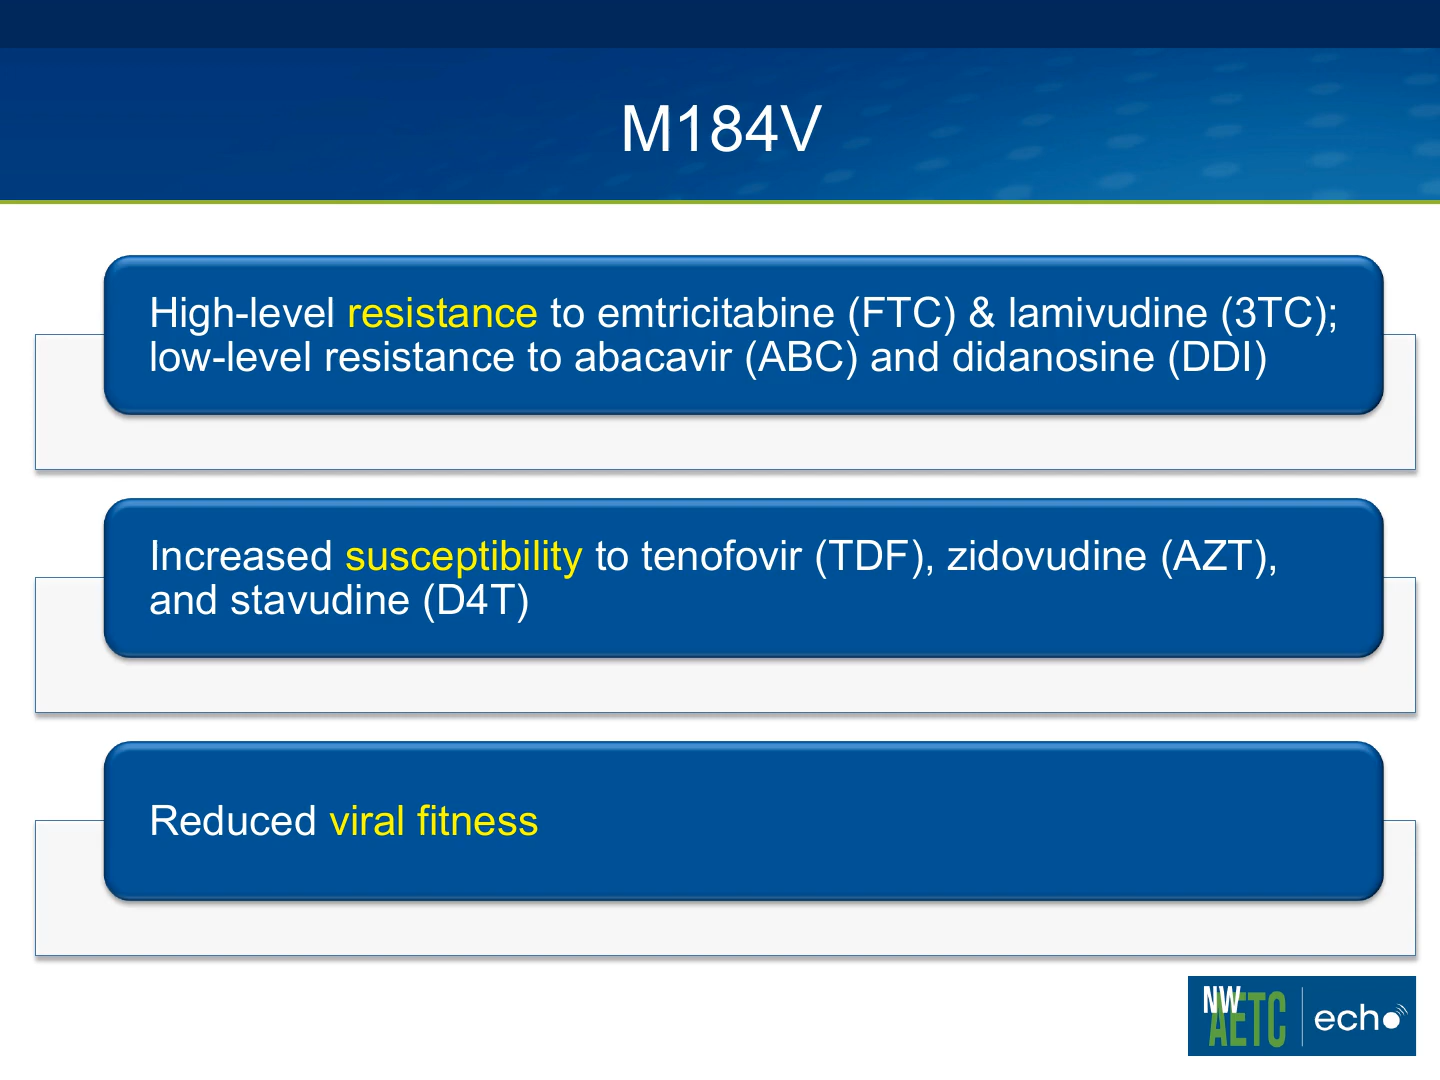 M184V
High-level resistance to emtricitabine (FTC) & lamivudine (3TC);
low-level resistance to abacavir (ABC) and didanosine (DDI)
Increased susceptibility to tenofovir (TDF), zidovudine (AZT),
and stavudine (D4T)
Reduced viral fitness
NW
AETC
echo